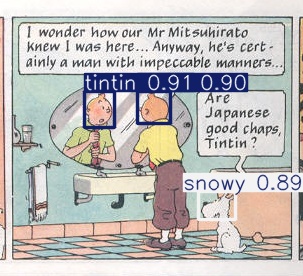 I wonder how our Mr Mitsuhirato
knew I was here... Anyway, he's cert-
ainly a man with impeccable manners...
tintin 0.91 0.90
Are
Japanese
good chaps,
Tintin?
snowy 0.89